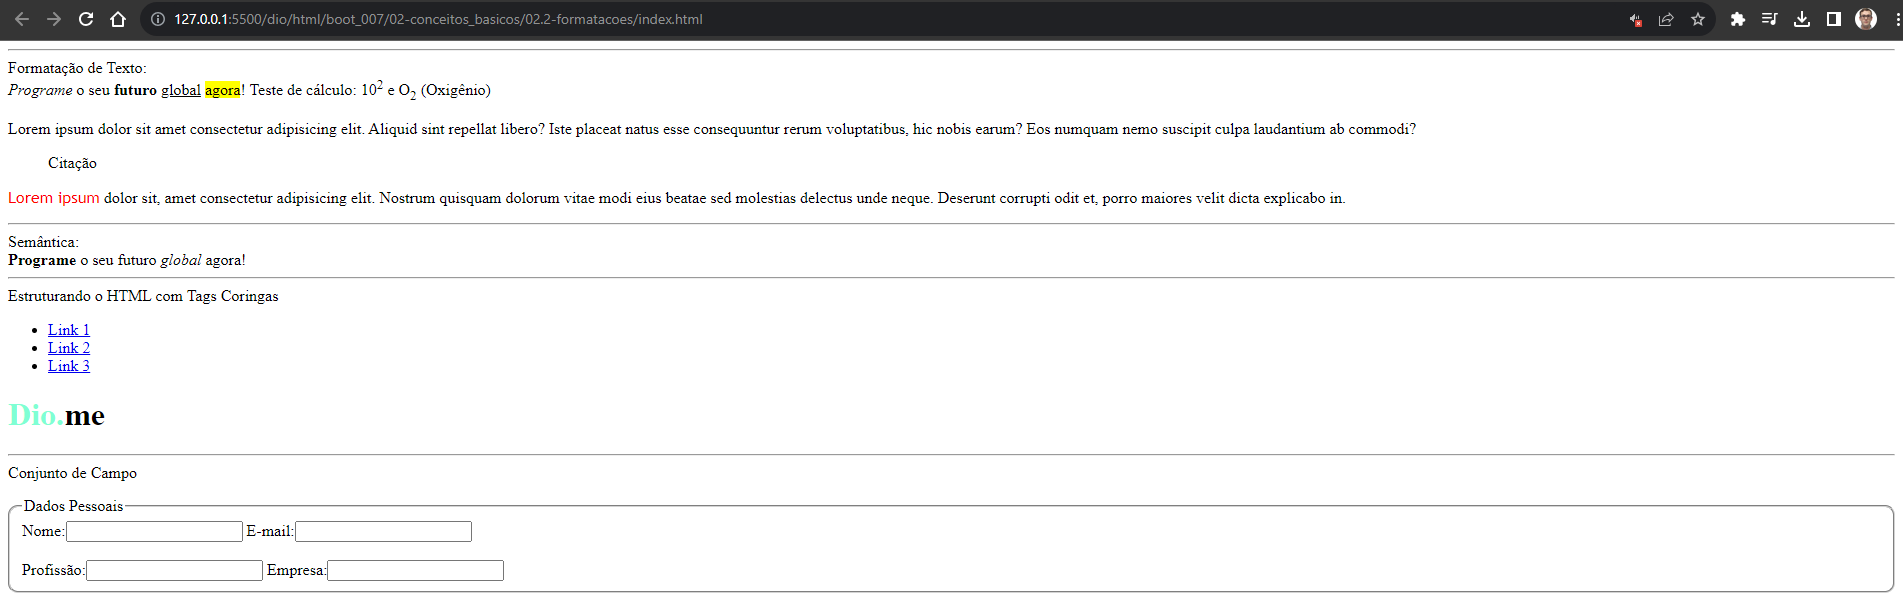 127.0.0.1:5500/dio/html/boot_007/02-conceitos_basicos/02.2-formatacoes/index.html
Formatação de Texto:
Programe o seu futuro global agora! Teste de cálculo: 10² e O₂ (Oxigênio)
Lorem ipsum dolor sit amet consectetur adipisicing elit. Aliquid sint repellat libero? Iste placeat natus esse consequuntur rerum voluptatibus, hic nobis earum? Eos numquam nemo suscipit culpa laudantium ab commodi?
Citação
Lorem ipsum dolor sit, amet consectetur adipisicing elit. Nostrum quisquam dolorum vitae modi eius beatae sed molestias delectus unde neque. Deserunt corrupti odit et, porro maiores velit dicta explicabo in.
Semântica:
Programe o seu futuro global agora!
Estruturando o HTML com Tags Coringas
Link 1
Link 2
Link 3
Dio.me
Conjunto de Campo
Dados Pessoais
Nome: E-mail:
Profissão: Empresa: